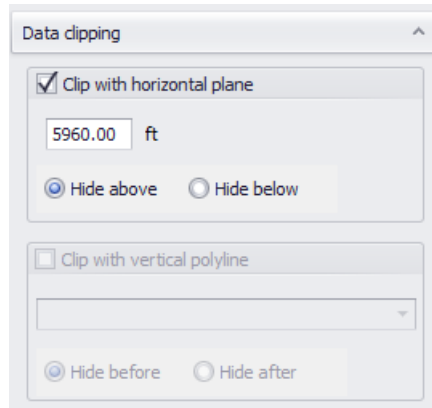 Data clipping
Clip with horizontal plane
5960.00 ft
Hide above Hide below
Clip with vertical polyline
Hide before Hide after